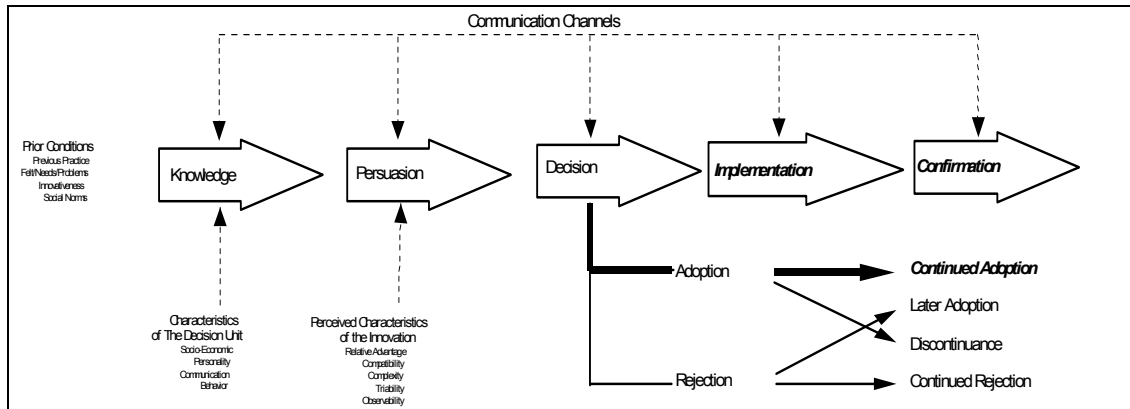 Communication Channels
Prior Conditions
Previous Practice
Felt/Needs/Problems
Innovativeness
Social Norms
Knowledge
Persuasion
Decision
Implementation
Confirmation
Adoption
Continued Adoption
Later Adoption
Discontinuance
Rejection
Continued Rejection
Characteristics
of The Decision Unit
Socio-Economic
Personality
Communication
Behavior
Perceived Characteristics
of the Innovation
Relative Advantage
Compatibility
Complexity
Triability
Observability